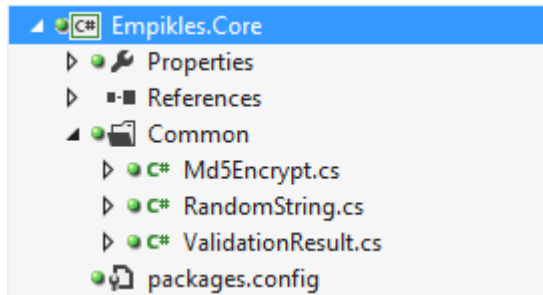 C# Empikles.Core
Properties
References
Common
C# Md5Encrypt.cs
C# RandomString.cs
C# ValidationResult.cs
packages.config